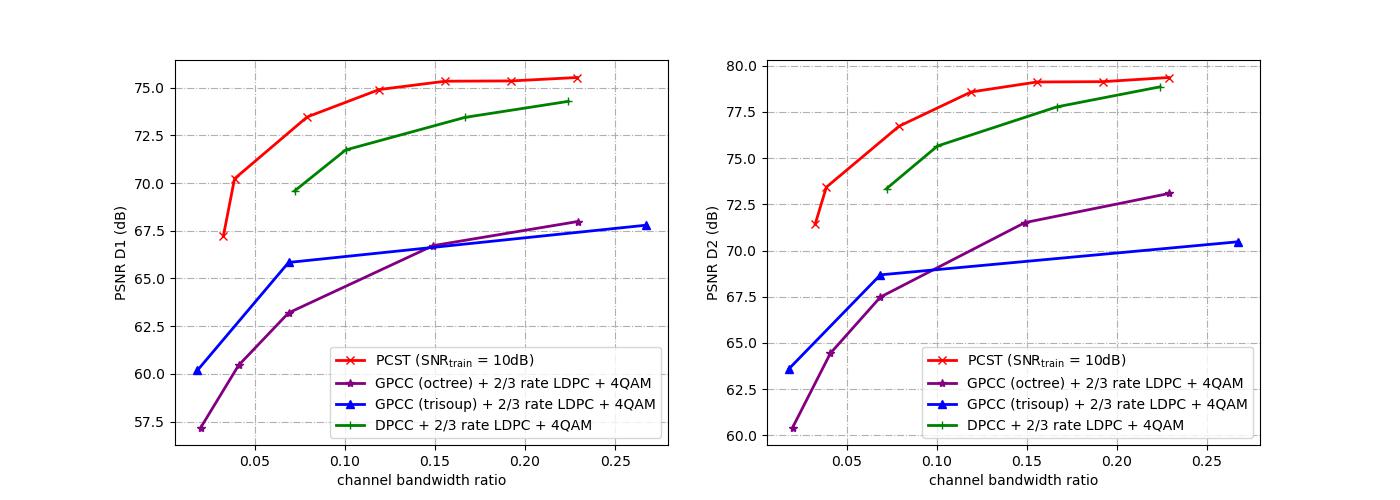 PSNR D1 (dB)
75.0
72.5
70.0
67.5
65.0
62.5
60.0
57.5
PCST (SNRtrain = 10dB)
GPCC (octree) + 2/3 rate LDPC + 4QAM
GPCC (trisoup) + 2/3 rate LDPC + 4QAM
DPCC + 2/3 rate LDPC + 4QAM
0.05 0.10 0.15 0.20 0.25
channel bandwidth ratio
PSNR D2 (dB)
80.0
77.5
75.0
72.5
70.0
67.5
65.0
62.5
60.0
PCST (SNRtrain = 10dB)
GPCC (octree) + 2/3 rate LDPC + 4QAM
GPCC (trisoup) + 2/3 rate LDPC + 4QAM
DPCC + 2/3 rate LDPC + 4QAM
0.05 0.10 0.15 0.20 0.25
channel bandwidth ratio